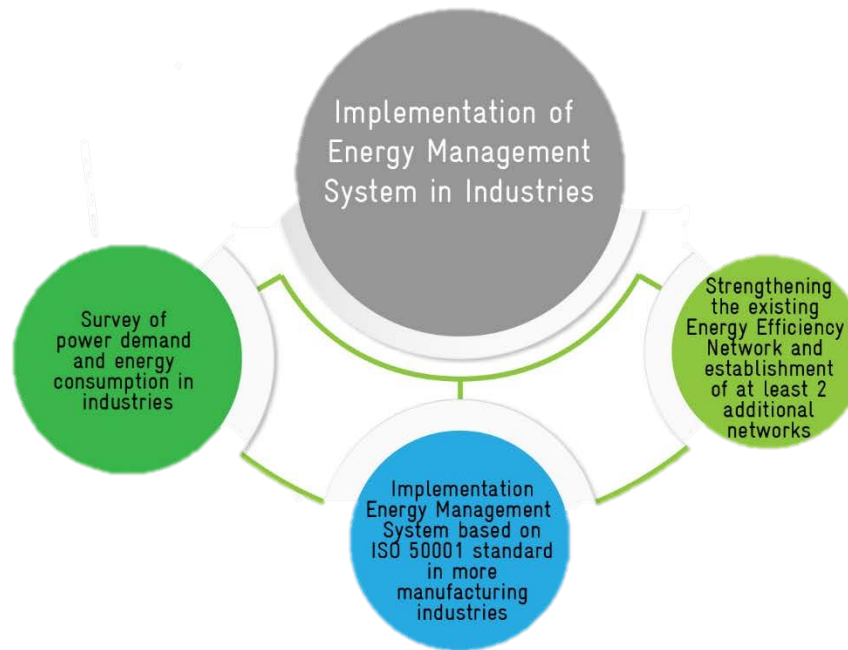 Implementation of
Energy Management
System in Industries
Survey of
power demand
and energy
consumption in
industries
Implementation
Energy Management
System based on
ISO 50001 standard
in more
manufacturing
industries
Strengthening
the existing
Energy Efficiency
Network and
establishment
of at least 2
additional
networks